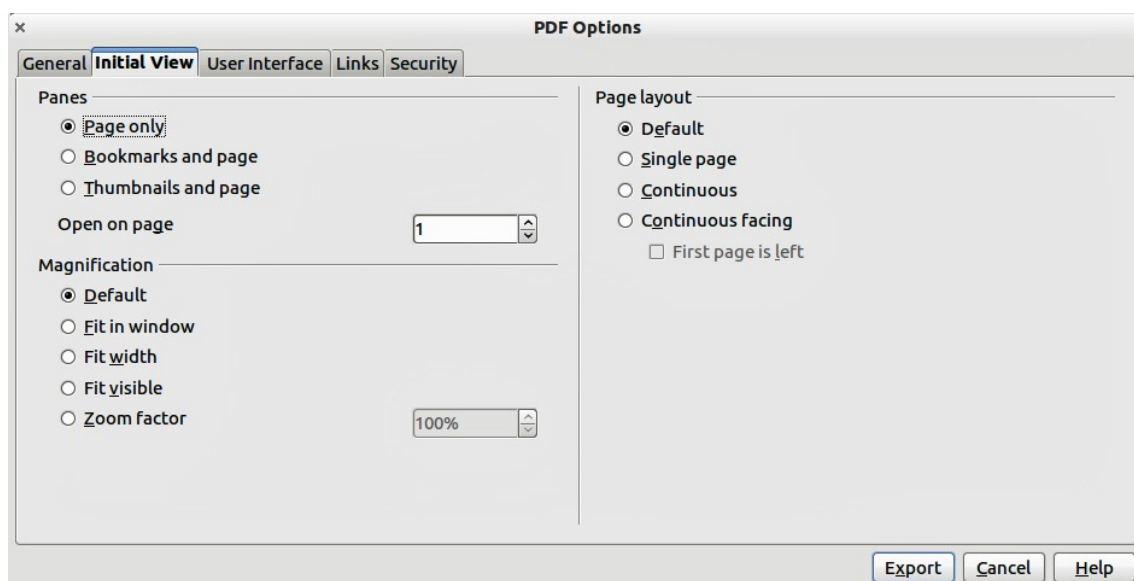 PDF Options
General Initial View User Interface Links Security
Panes
Page only
Bookmarks and page
Thumbnails and page
Open on page 1
Magnification
Default
Fit in window
Fit width
Fit visible
Zoom factor 100%
Page layout
Default
Single page
Continuous
Continuous facing
First page is left
Export Cancel Help